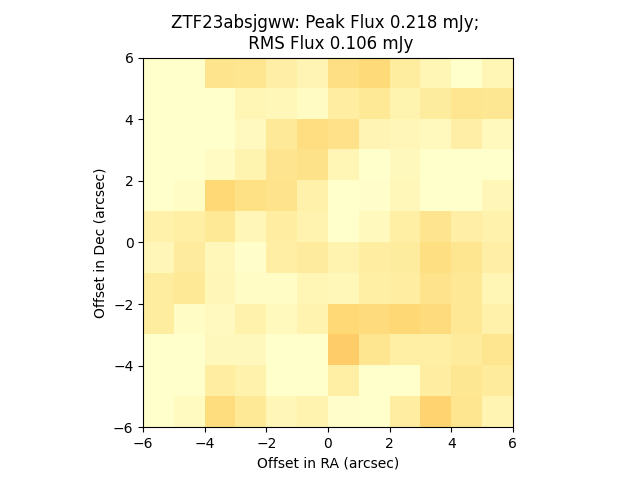 ZTF23absjgww: Peak Flux 0.218 mJy;
RMS Flux 0.106 mJy
6
4
2
0
−2
−4
−6
Offset in Dec (arcsec)
−6 −4 −2 0 2 4 6
Offset in RA (arcsec)